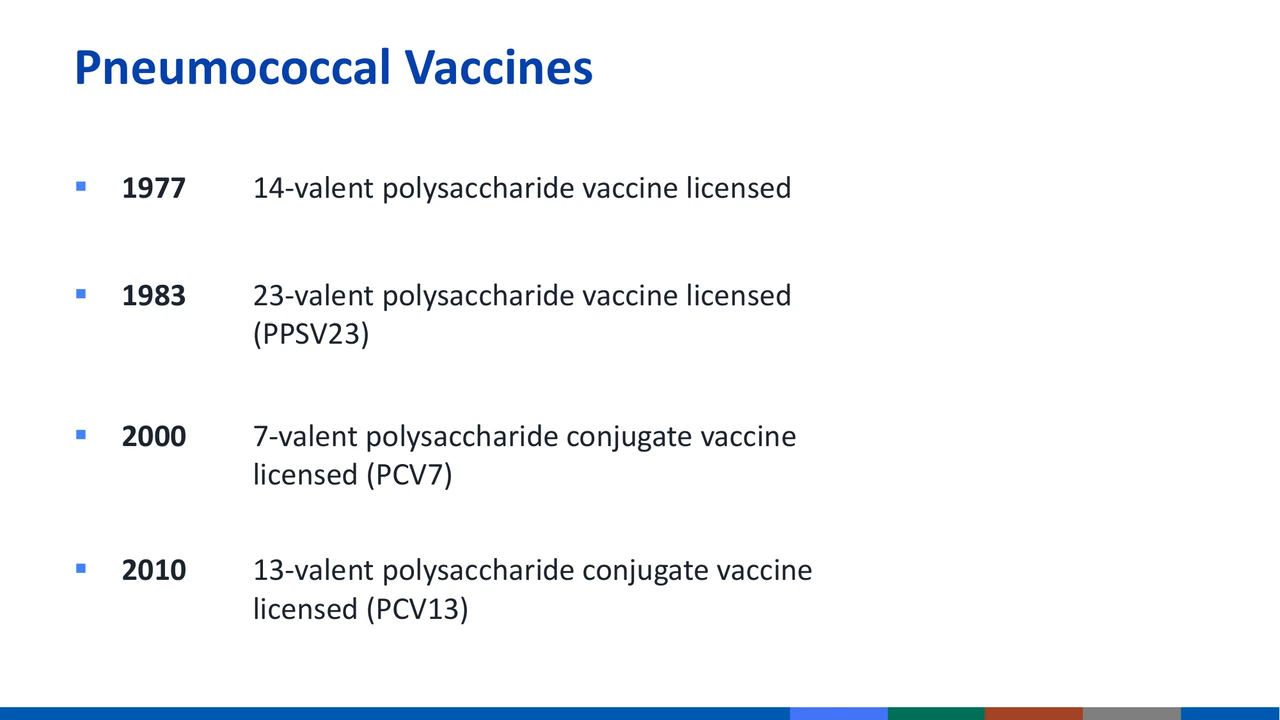 Pneumococcal Vaccines
▪ 1977 14-valent polysaccharide vaccine licensed
▪ 1983 23-valent polysaccharide vaccine licensed
(PPSV23)
▪ 2000 7-valent polysaccharide conjugate vaccine
licensed (PCV7)
▪ 2010 13-valent polysaccharide conjugate vaccine
licensed (PCV13)